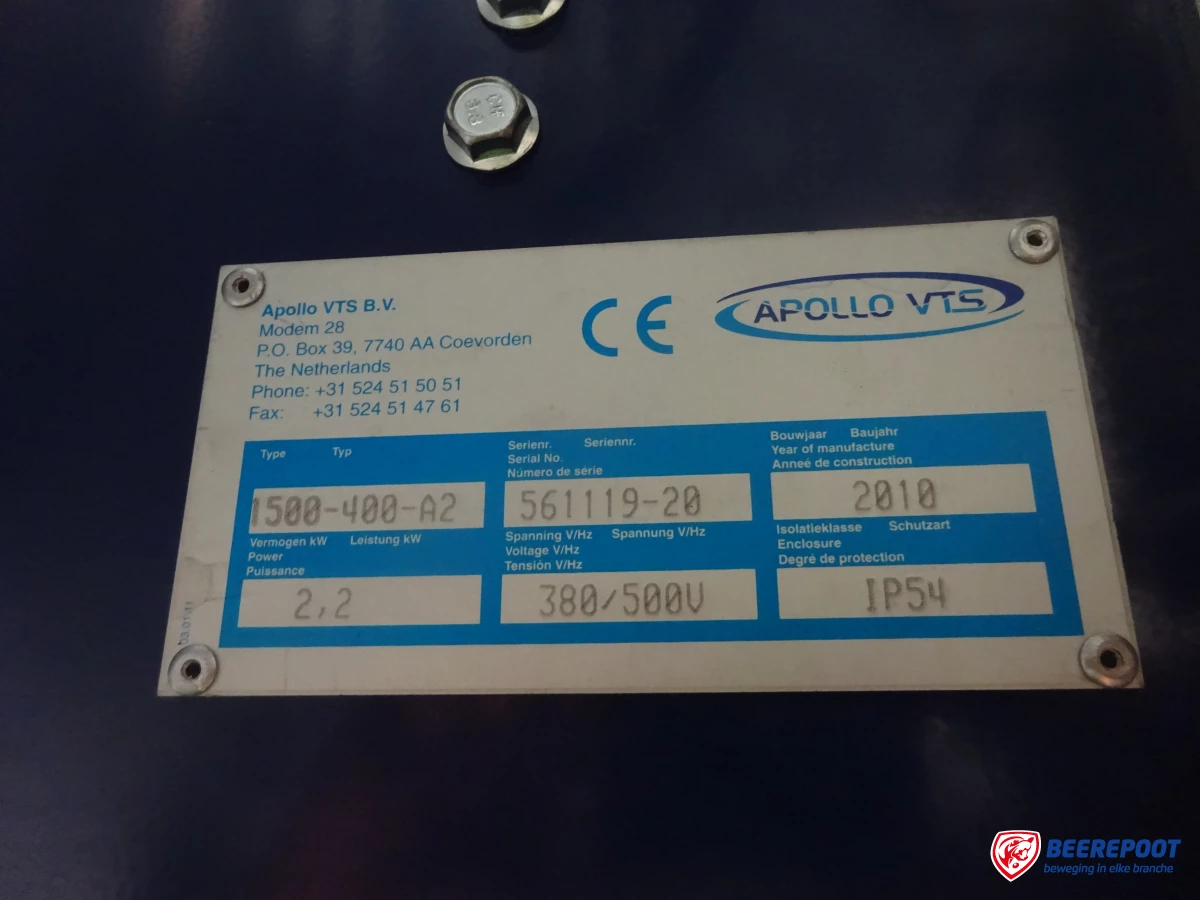 Apollo VTS B.V.
Modem 28
P.O. Box 39, 7740 AA Coevorden
The Netherlands
Phone: +31 524 51 50 51
Fax: +31 524 51 47 61
CE
APOLLO VTS
Type Typ
1500-400-A2
Serienr. Seriennr.
Serial No.
Número de série
561119-20
Bouwjaar Baujahr
Year of manufacture
Anneé de construction
2010
Vermogen kW Leistung kW
Power
Puissance
2,2
Spanning V/Hz Spannung V/Hz
Voltage V/Hz
Tensión V/Hz
380/500V
Isolatieklasse Schutzart
Enclosure
Degrè de protection
IP54
BEEREPOOT
beweging in elke branche